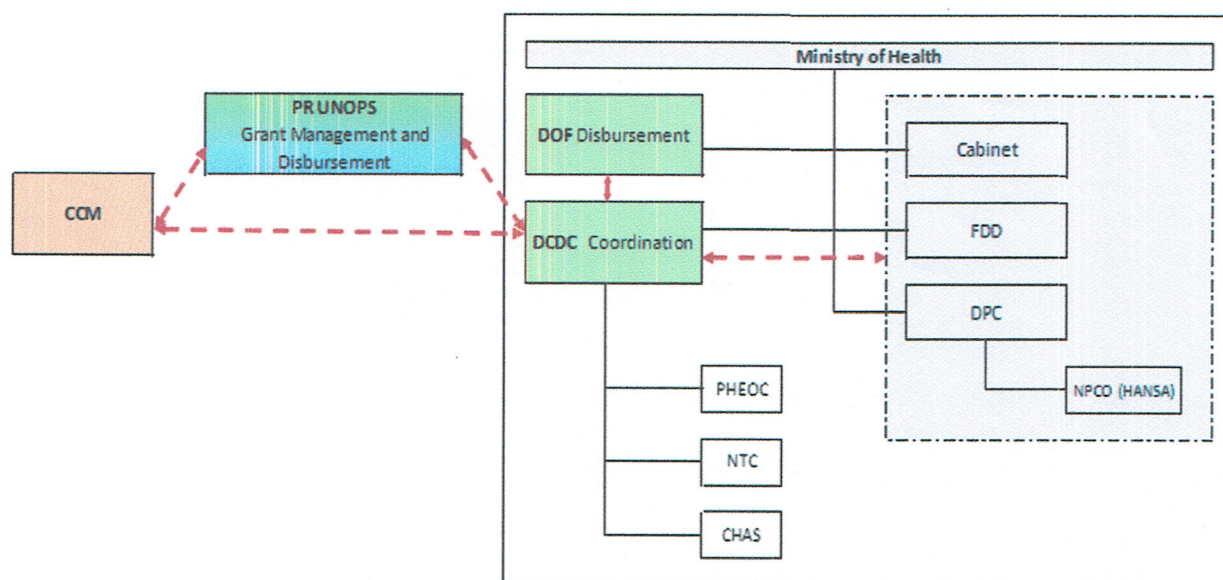 Ministry of Health
PR UNOPS
Grant Management and
Disbursement
DOF Disbursement
Cabinet
CCM
DCDC Coordination
FDD
DPC
PHEOC
NPCO (HANSA)
NTC
CHAS